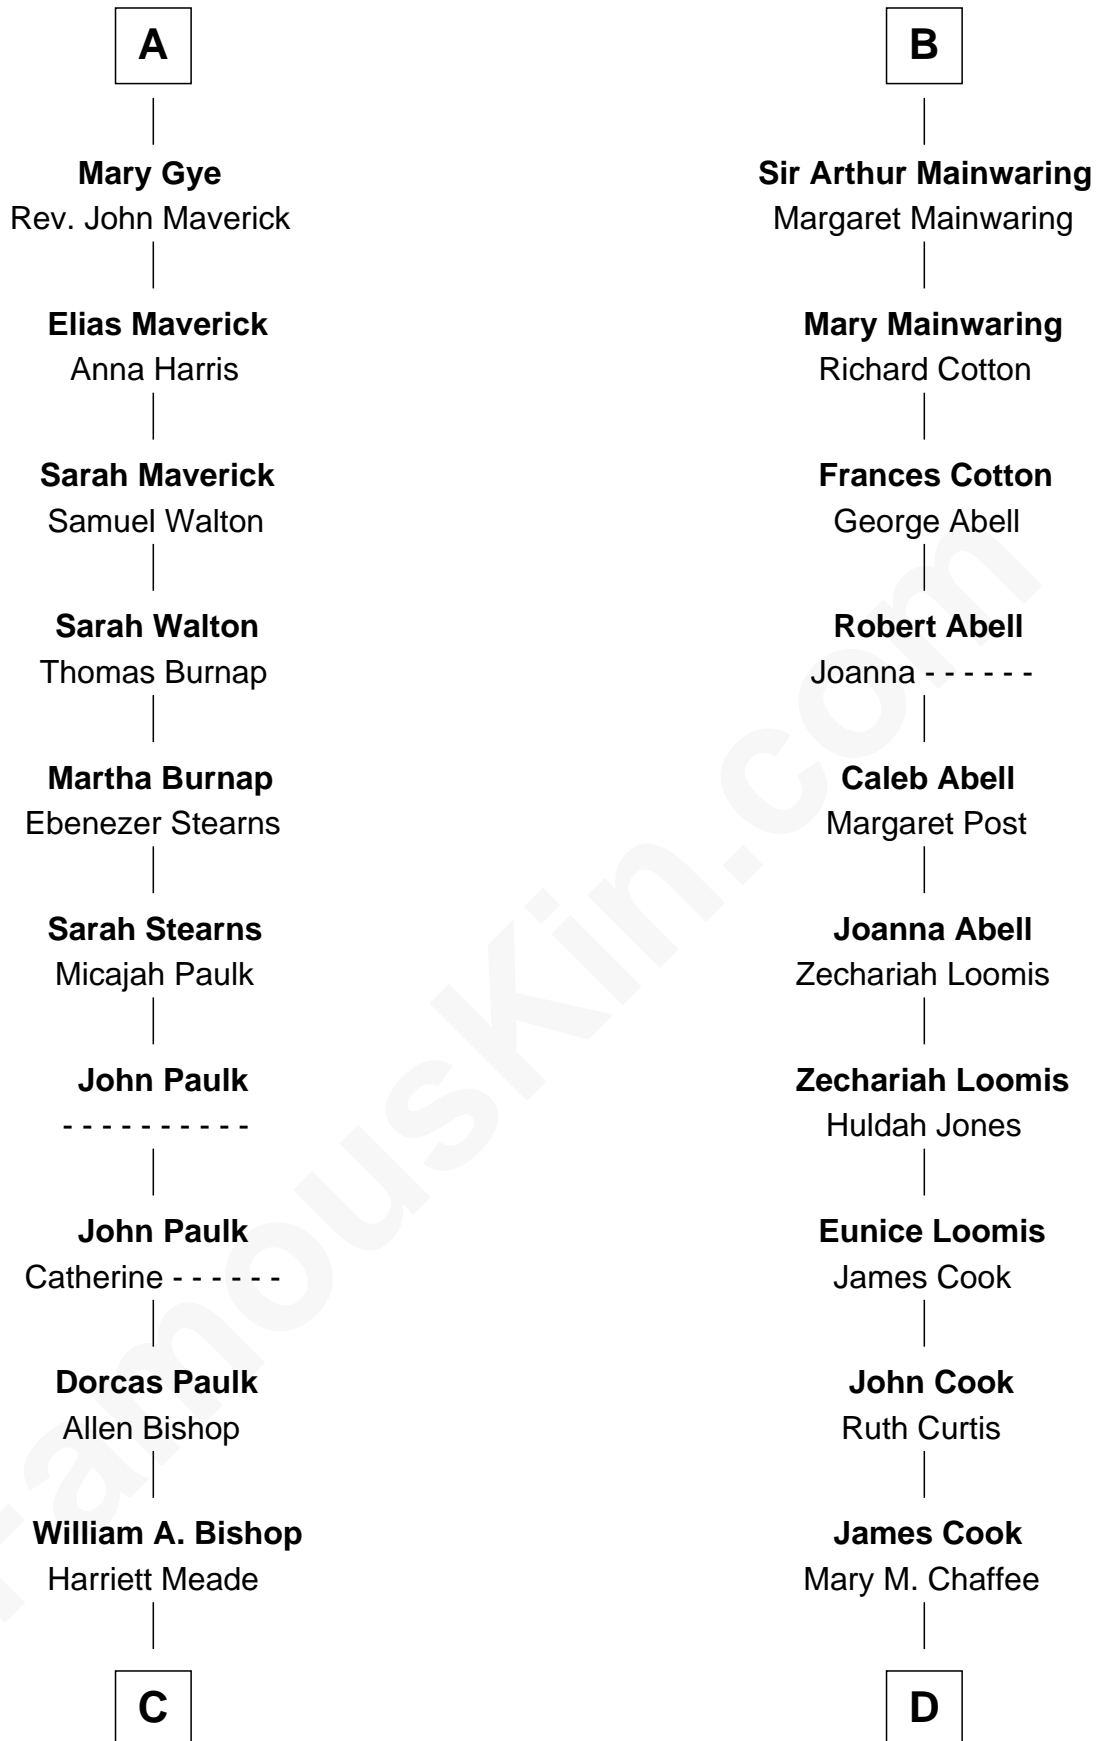 A
Mary Gye
Rev. John Maverick
Elias Maverick
Anna Harris
Sarah Maverick
Samuel Walton
Sarah Walton
Thomas Burnap
Martha Burnap
Ebenezer Stearns
Sarah Stearns
Micajah Paulk
John Paulk
- - - - - - - - - -
John Paulk
Catherine - - - - - -
Dorcas Paulk
Allen Bishop
William A. Bishop
Harriett Meade
C
B
Sir Arthur Mainwaring
Margaret Mainwaring
Mary Mainwaring
Richard Cotton
Frances Cotton
George Abell
Robert Abell
Joanna - - - - - -
Caleb Abell
Margaret Post
Joanna Abell
Zechariah Loomis
Zechariah Loomis
Huldah Jones
Eunice Loomis
James Cook
John Cook
Ruth Curtis
James Cook
Mary M. Chaffee
D
FamousKin.com